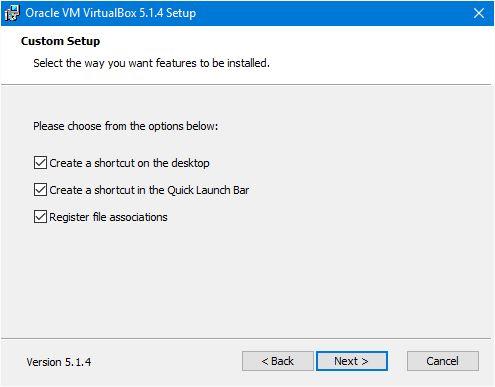 Oracle VM VirtualBox 5.1.4 Setup
Custom Setup
Select the way you want features to be installed.
Please choose from the options below:
Create a shortcut on the desktop
Create a shortcut in the Quick Launch Bar
Register file associations
Version 5.1.4
< Back
Next >
Cancel